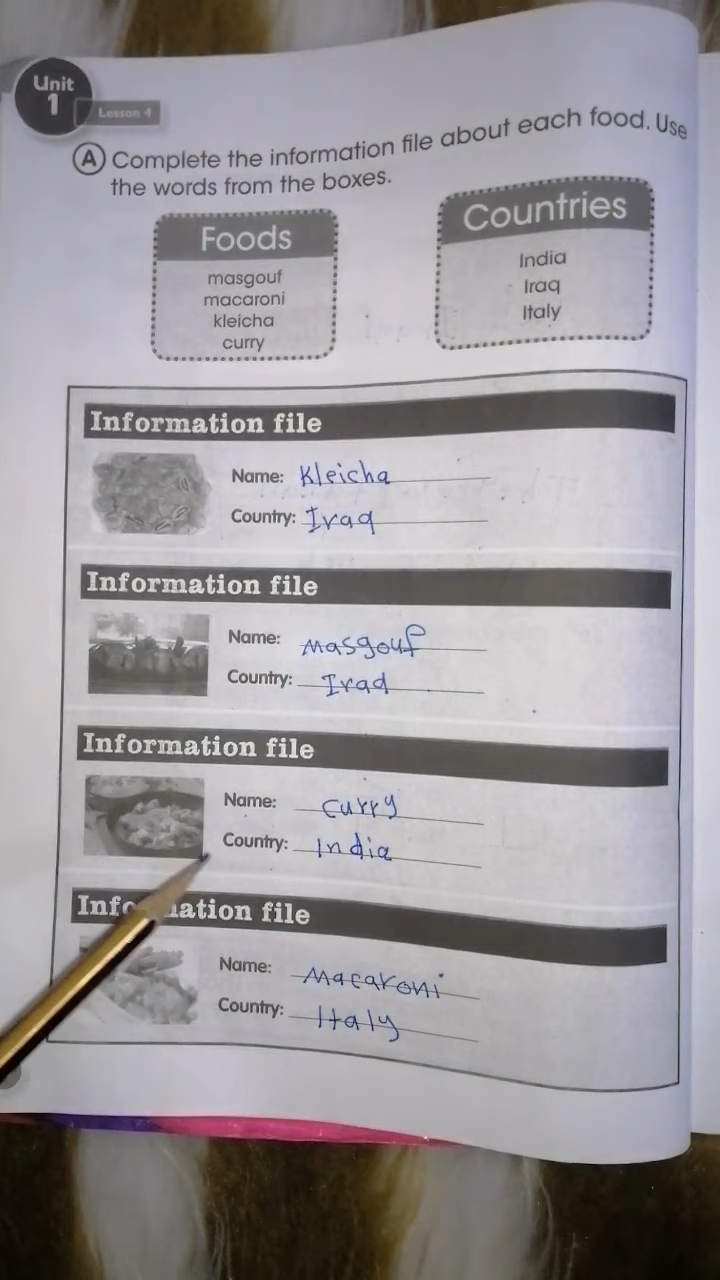 Unit
1
Lesson 4
A Complete the information file about each food. Use
the words from the boxes.
Foods
masgouf
macaroni
kleicha
curry
Countries
India
Iraq
Italy
Information file
Name: Kleicha
Country: Iraq
Information file
Name: Masgouf
Country: Irad
Information file
Name: Curry
Country: India
Information file
Name: Macaroni
Country: Italy